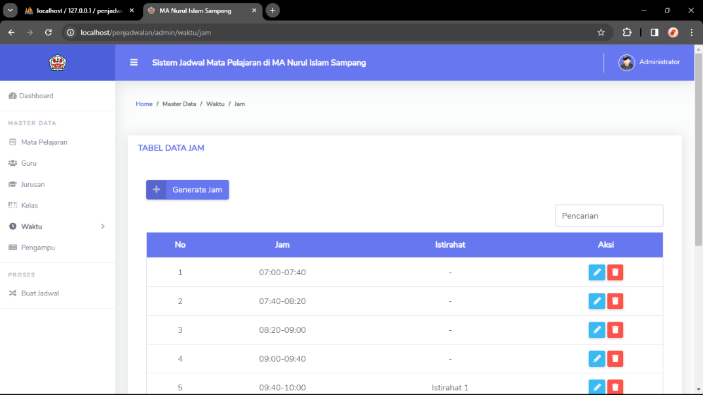 localhost / 127.0.0.1 / penjadw
MA Nurul Islam Sampang
localhost/penjadwalan/admin/waktu/jam
Sistem Jadwal Mata Pelajaran di MA Nurul Islam Sampang
Administrator
Dashboard
MASTER DATA
Mata Pelajaran
Guru
Jurusan
Kelas
Waktu
Pengampu
PROSES
Buat Jadwal
Home / Master Data / Waktu / Jam
TABEL DATA JAM
Generate Jam
Pencarian
No Jam Istirahat Aksi
1 07:00-07:40 -
2 07:40-08:20 -
3 08:20-09:00 -
4 09:00-09:40 -
5 09:40-10:00 Istirahat 1